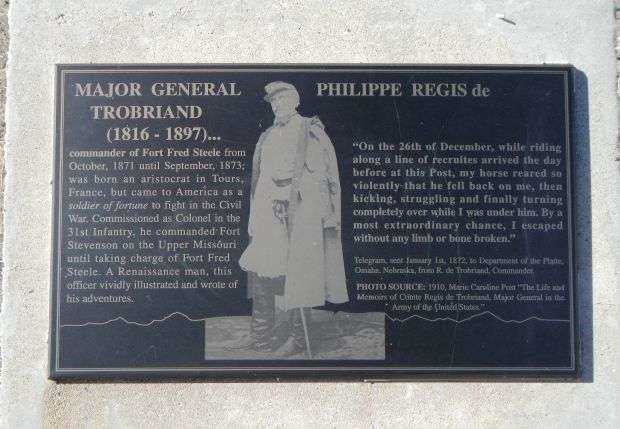 MAJOR GENERAL PHILIPPE REGIS de
TROBRIAND
(1816 - 1897)...
commander of Fort Fred Steele from
October, 1871 until September, 1873;
was born an aristocrat in Tours,
France, but came to America as a
soldier of fortune to fight in the Civil
War. Commissioned as Colonel in the
31st Infantry, he commanded Fort
Stevenson on the Upper Missouri
until taking charge of Fort Fred
Steele. A Renaissance man, this
officer vividly illustrated and wrote of
his adventures.
"On the 26th of December, while riding
along a line of recruites arrived the day
before at this Post, my horse reared so
violently that he fell back on me, then
kicking, struggling and finally turning
completely over while I was under him. By a
most extraordinary chance, I escaped
without any limb or bone broken."
Telegram, sent January 1st, 1872, to Department of the Platte,
Omaha, Nebraska, from R. de Trobriand, Commander.
PHOTO SOURCE: 1910, Marie Caroline Post "The Life and
Memoirs of Comte Regis de Trobriand, Major General in the
Army of the United States."